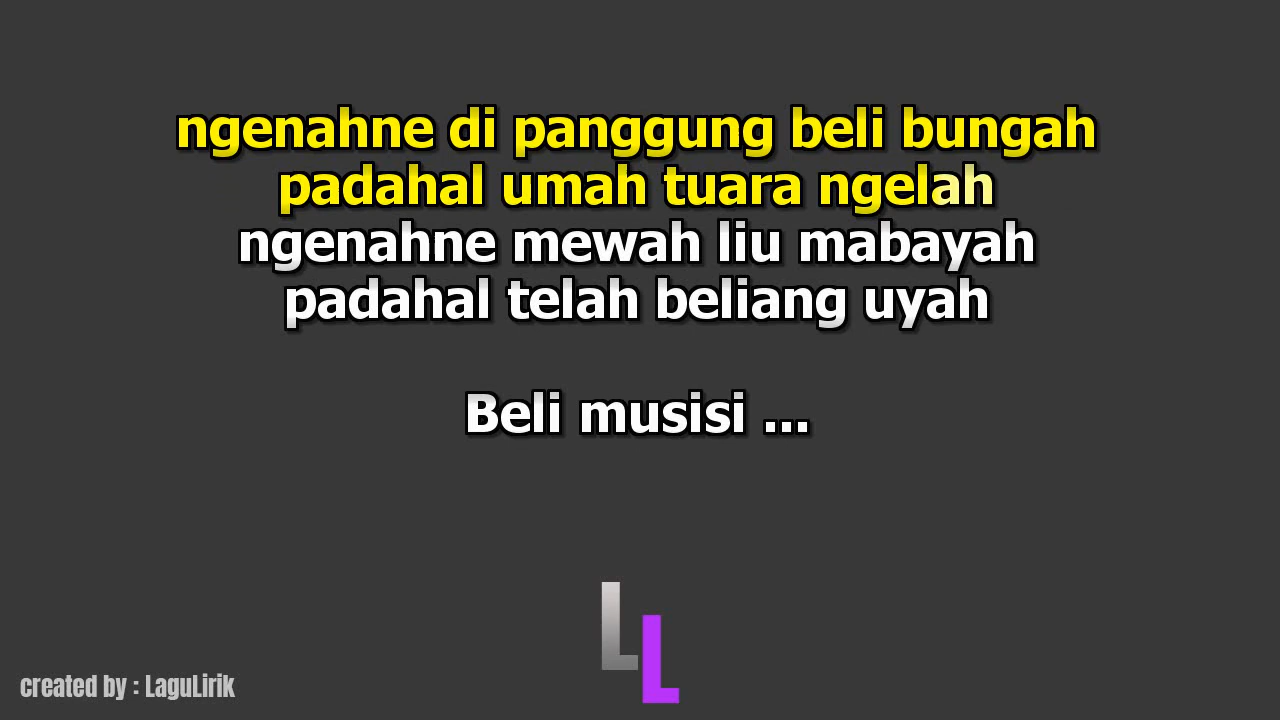 ngenahne di panggung beli bungah
padahal umah tuara ngelah
ngenahne mewah liu mabayah
padahal telah beliang uyah
Beli musisi ...
LL
created by : LaguLirik